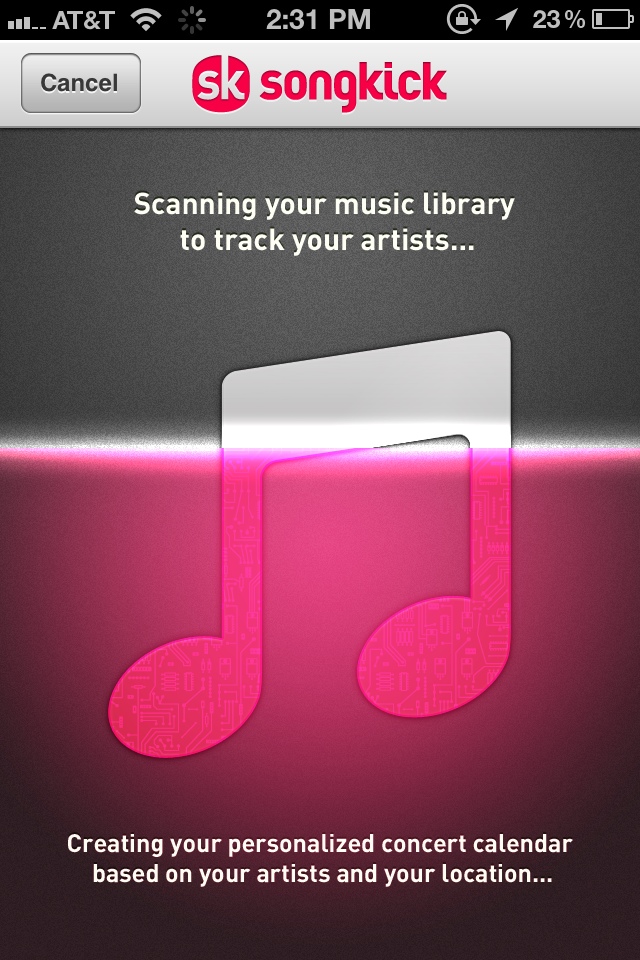 AT&T 2:31 PM 23%
Cancel sk songkick
Scanning your music library
to track your artists...
Creating your personalized concert calendar
based on your artists and your location...